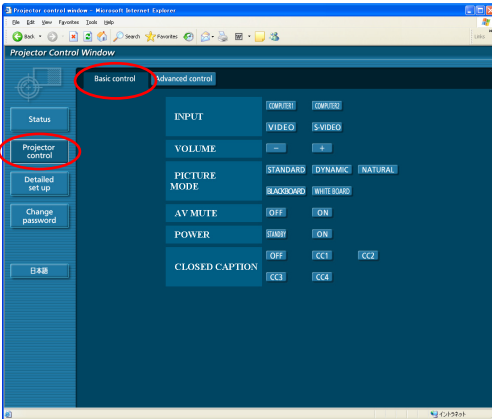 Projector control window - Microsoft Internet Explorer
File Edit View Favorites Tools Help
Back Search Favorites Links
Projector Control Window
Basic control Advanced control
Status
Projector
control
Detailed
set up
Change
password
日本語
INPUT
COMPUTER1 COMPUTER2
VIDEO S-VIDEO
VOLUME - +
PICTURE
MODE
STANDARD DYNAMIC NATURAL
BLACKBOARD WHITE BOARD
AV MUTE OFF ON
POWER STANDBY ON
CLOSED CAPTION
OFF CC1 CC2
CC3 CC4
インターネット